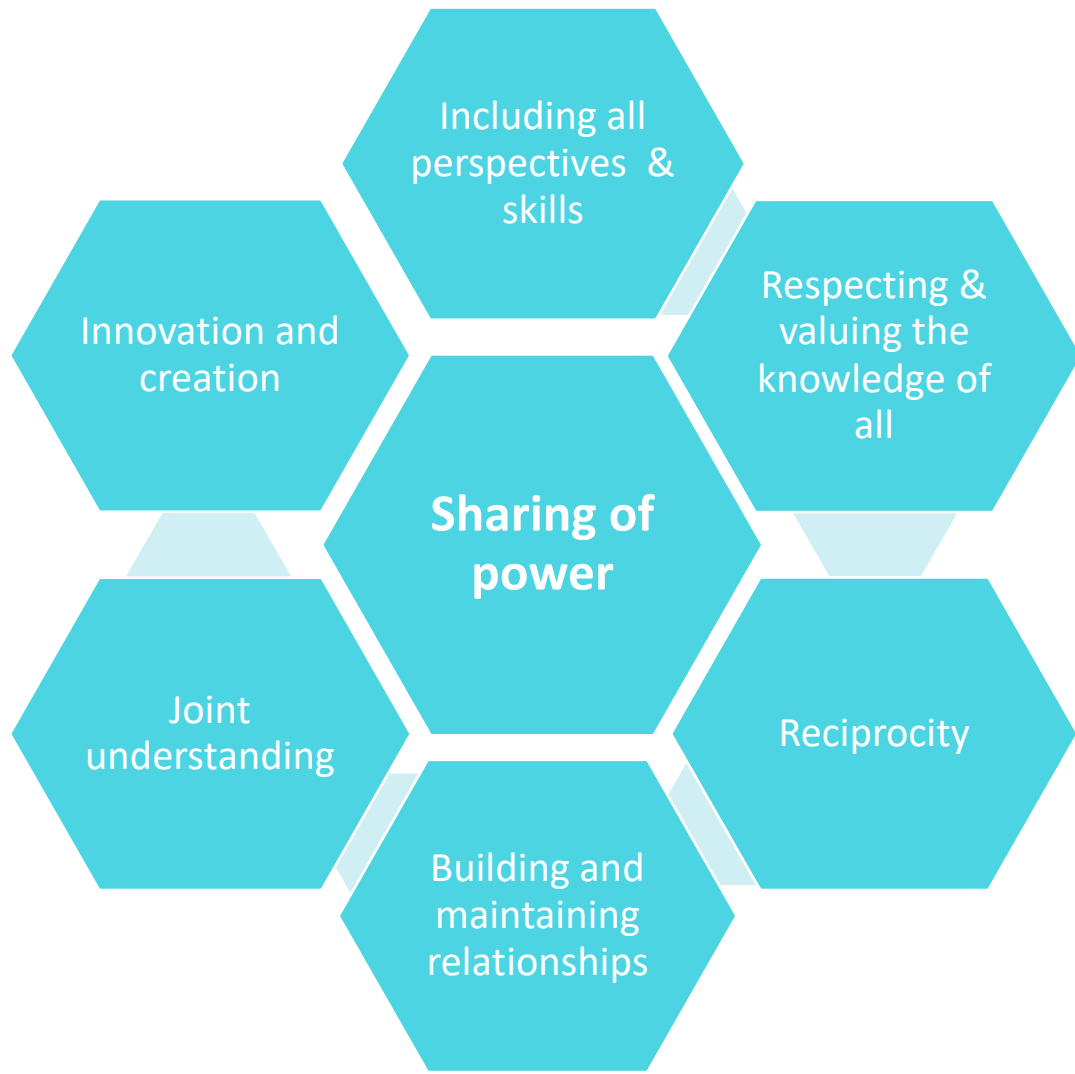 Including all
perspectives  &
skills
Respecting &
valuing the
knowledge of
all
Innovation and
creation
Sharing of
power
Joint
understanding
Reciprocity
Building and
maintaining
relationships